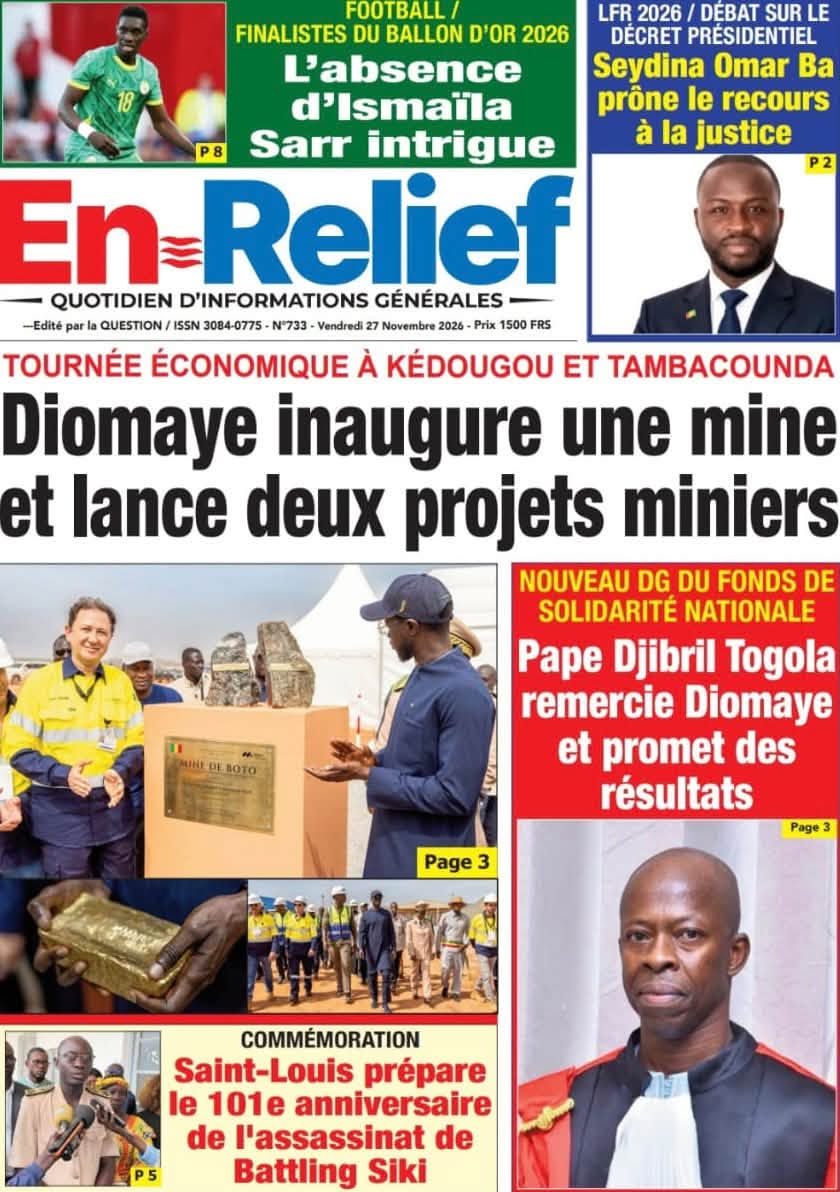 FOOTBALL /
FINALISTES DU BALLON D'OR 2026
L'absence
d'Ismaïla
Sarr intrigue
18
P 8
LFR 2026 / DÉBAT SUR LE
DÉCRET PRÉSIDENTIEL
Seydina Omar Ba
prône le recours
à la justice
P 2
En Relief
QUOTIDIEN D'INFORMATIONS GÉNÉRALES
---Edité par la QUESTION / ISSN 3084-0775 - N°733 - Vendredi 27 Novembre 2026 - Prix 1500 FRS
TOURNÉE ÉCONOMIQUE À KÉDOUGOU ET TAMBACOUNDA
Diomaye inaugure une mine
et lance deux projets miniers
MINE DE BOTO
Page 3
NOUVEAU DG DU FONDS DE
SOLIDARITÉ NATIONALE
Pape Djibril Togola
remercie Diomaye
et promet des
résultats
Page 3
COMMÉMORATION
Saint-Louis prépare
le 101e anniversaire
de l'assassinat de
Battling Siki
P 5